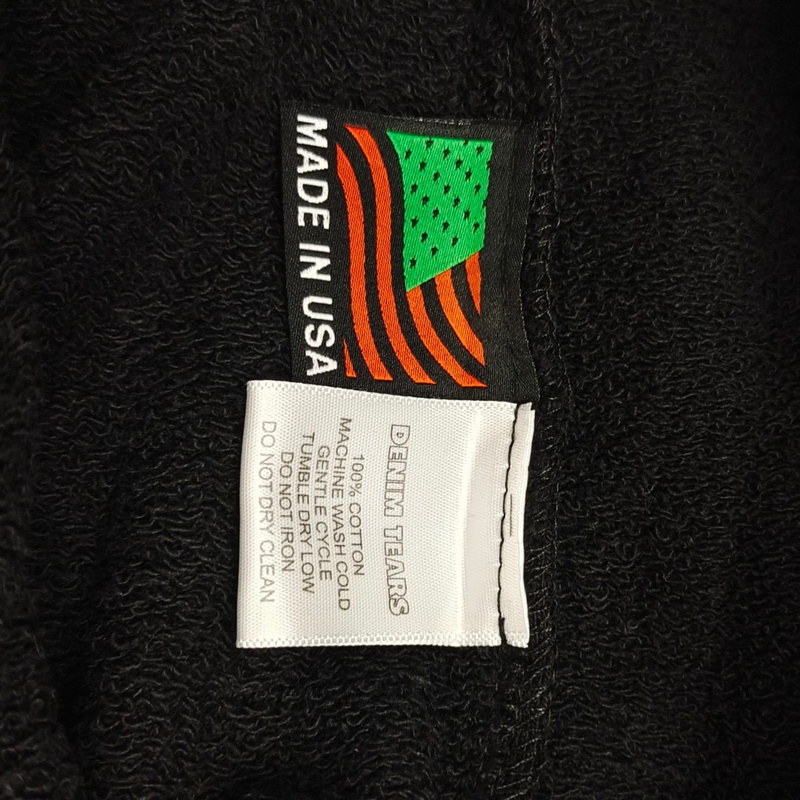 MADE IN USA
DENIM TEARS
100% COTTON
MACHINE WASH COLD
GENTLE CYCLE
TUMBLE DRY LOW
DO NOT IRON
DO NOT DRY CLEAN